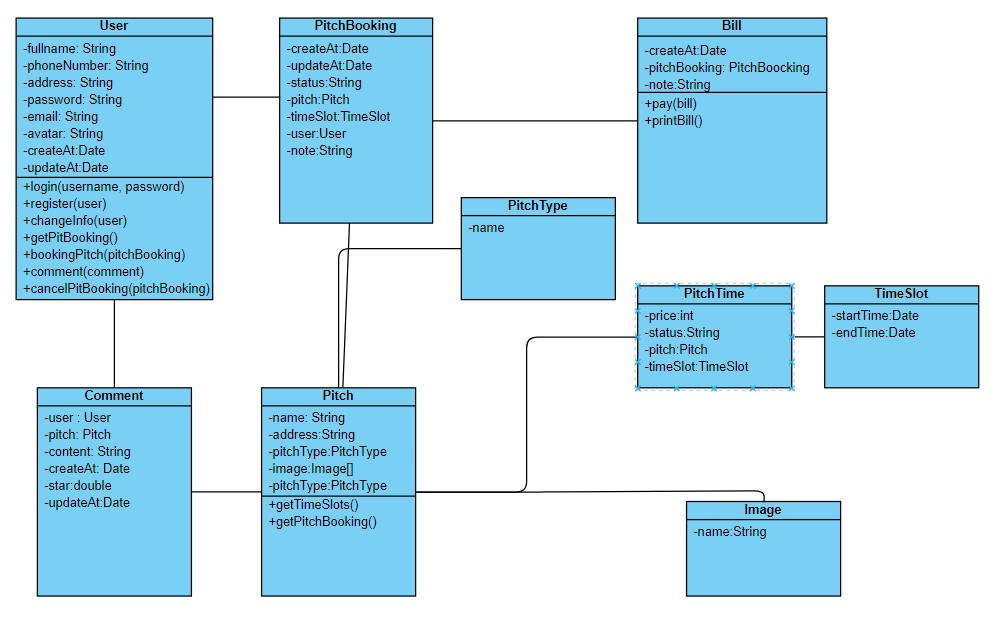 User
-fullname: String
-phoneNumber: String
-address: String
-password: String
-email: String
-avatar: String
-createAt:Date
-updateAt:Date
+login(username, password)
+register(user)
+changeInfo(user)
+getPitBooking()
+bookingPitch(pitchBooking)
+comment(comment)
+cancelPitBooking(pitchBooking)
PitchBooking
-createAt:Date
-updateAt:Date
-status:String
-pitch:Pitch
-timeSlot:TimeSlot
-user:User
-note:String
Bill
-createAt:Date
-pitchBooking: PitchBoocking
-note:String
+pay(bill)
+printBill()
PitchType
-name
PitchTime
-price:int
-status:String
-pitch:Pitch
-timeSlot:TimeSlot
TimeSlot
-startTime:Date
-endTime:Date
Comment
-user : User
-pitch: Pitch
-content: String
-createAt: Date
-star:double
-updateAt:Date
Pitch
-name: String
-address:String
-pitchType:PitchType
-image:Image[]
-pitchType:PitchType
+getTimeSlots()
+getPitchBooking()
Image
-name:String